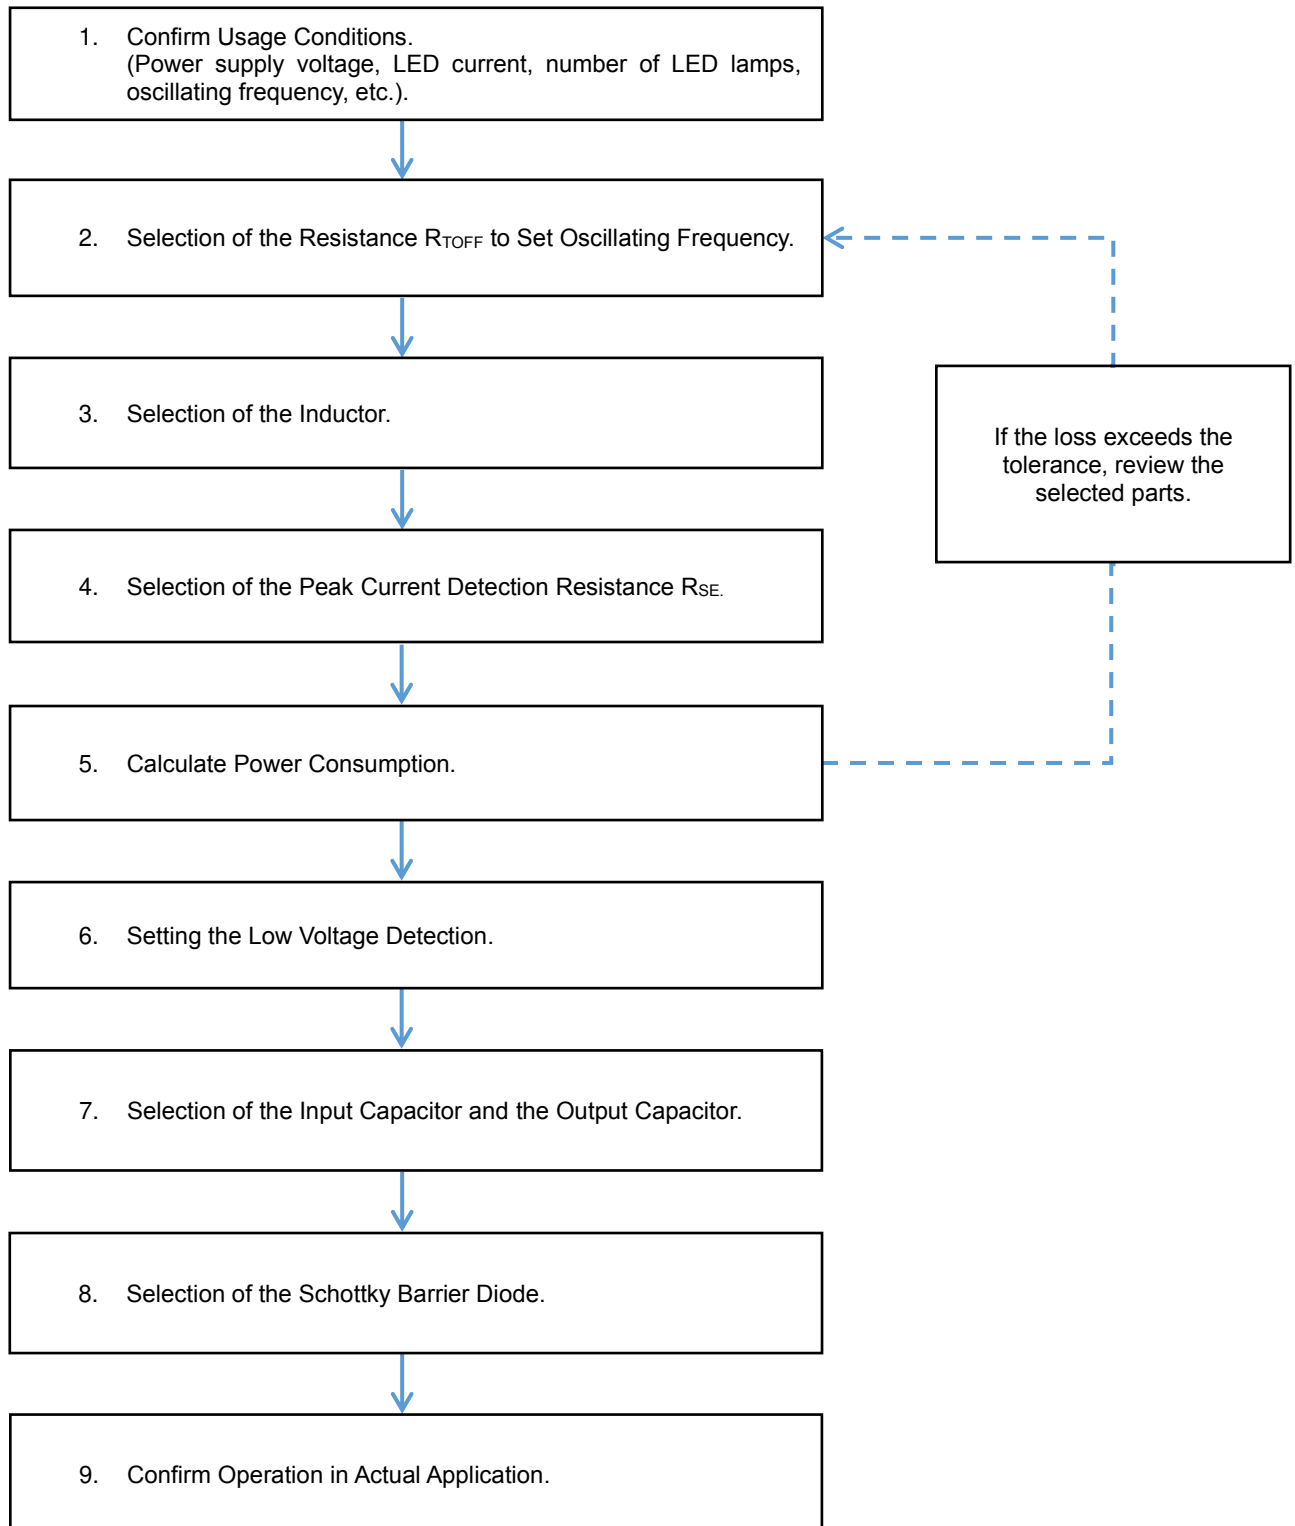 1. Confirm Usage Conditions.
(Power supply voltage, LED current, number of LED lamps,
oscillating frequency, etc.).
2. Selection of the Resistance RTOFF to Set Oscillating Frequency.
3. Selection of the Inductor.
If the loss exceeds the
tolerance, review the
selected parts.
4. Selection of the Peak Current Detection Resistance RSE.
5. Calculate Power Consumption.
6. Setting the Low Voltage Detection.
7. Selection of the Input Capacitor and the Output Capacitor.
8. Selection of the Schottky Barrier Diode.
9. Confirm Operation in Actual Application.